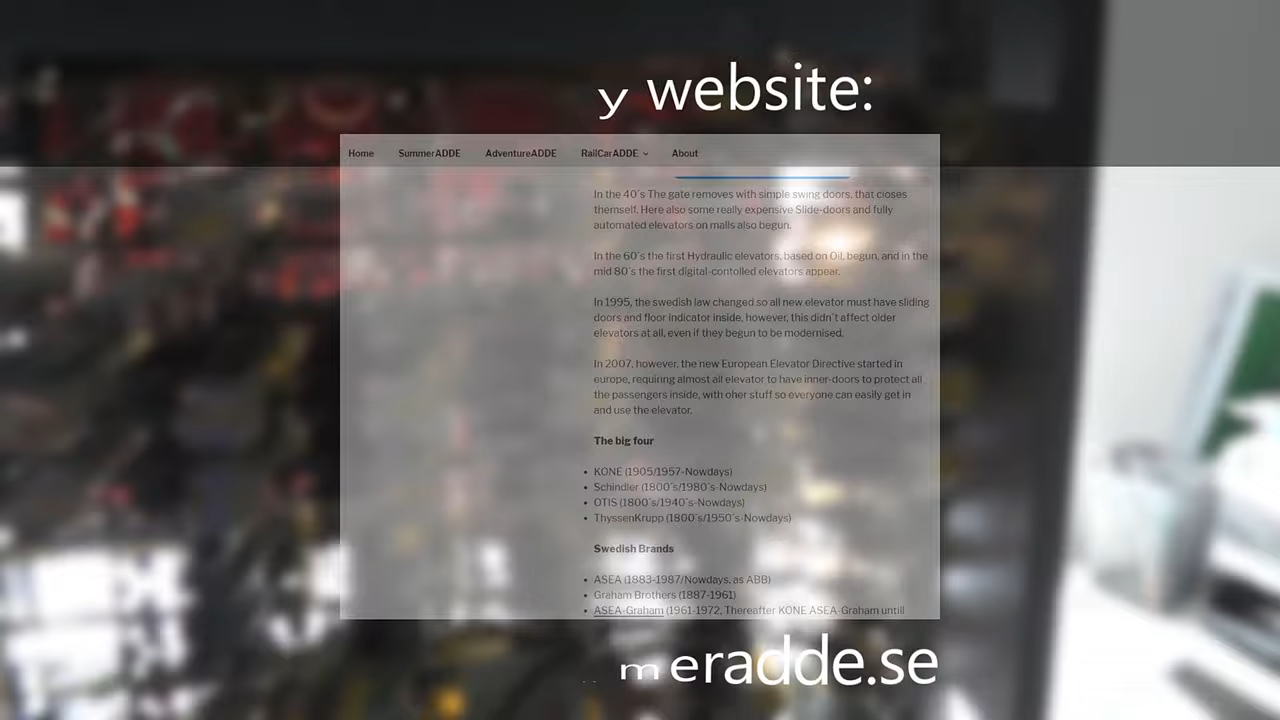 y website:
Home SummerADDE AdventureADDE RailCarADDE About
In the 40´s The gate removes with simple swing doors, that closes
themself. Here also some really expensive Slide-doors and fully
automated elevators on malls also begun.
In the 60´s the first Hydraulic elevators, based on Oil, begun, and in the
mid 80´s the first digital-contolled elevators appear.
In 1995, the swedish law changed so all new elevator must have sliding
doors and floor indicator inside, however, this didn´t affect older
elevators at all, even if they begun to be modernised.
In 2007, however, the new European Elevator Directive started in
europe, requiring almost all elevator to have inner-doors to protect all
the passengers inside, with oher stuff so everyone can easily get in
and use the elevator.
The big four
• KONE (1905/1957-Nowdays)
• Schindler (1800´s/1980´s-Nowdays)
• OTIS (1800´s/1940´s-Nowdays)
• ThyssenKrupp (1800´s/1950´s-Nowdays)
Swedish Brands
• ASEA (1883-1987/Nowdays, as ABB)
• Graham Brothers (1887-1961)
• ASEA-Graham (1961-1972, Thereafter KONE ASEA-Graham untill
meradde.se